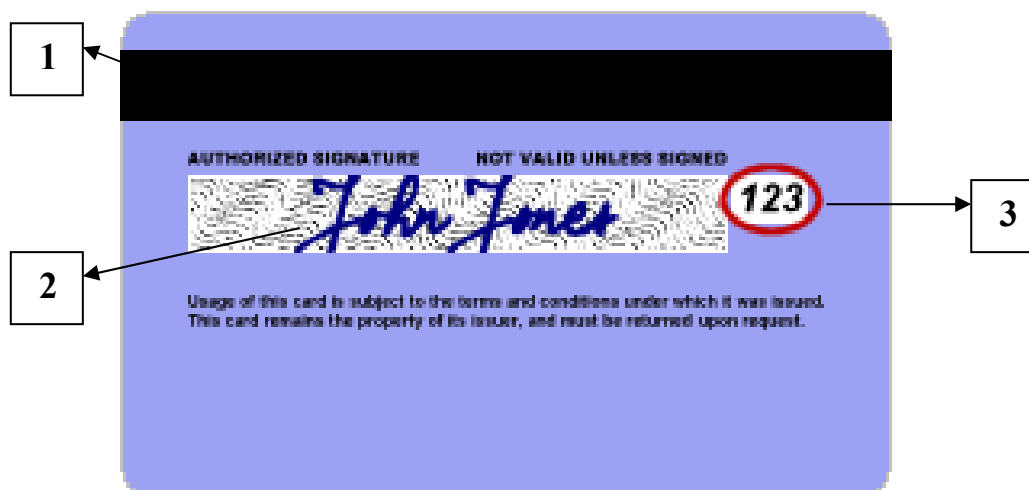 1
AUTHORIZED SIGNATURE NOT VALID UNLESS SIGNED
John Jones 123
3
2
Usage of this card is subject to the terms and conditions under which it was issued.
This card remains the property of its issuer, and must be returned upon request.